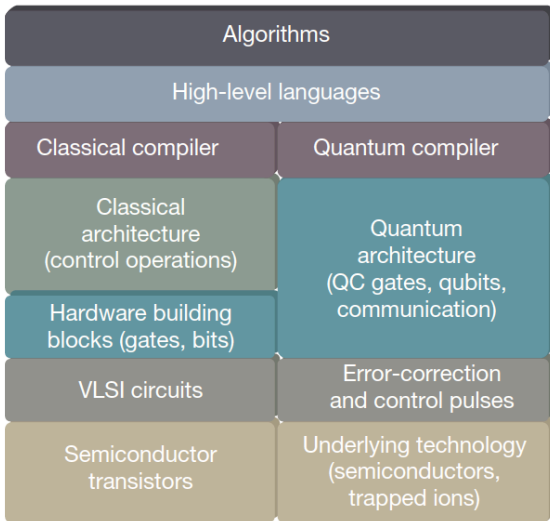 Algorithms
High-level languages
Classical compiler
Quantum compiler
Classical
architecture
(control operations)
Quantum
architecture
(QC gates, qubits,
communication)
Hardware building
blocks (gates, bits)
VLSI circuits
Error-correction
and control pulses
Semiconductor
transistors
Underlying technology
(semiconductors,
trapped ions)